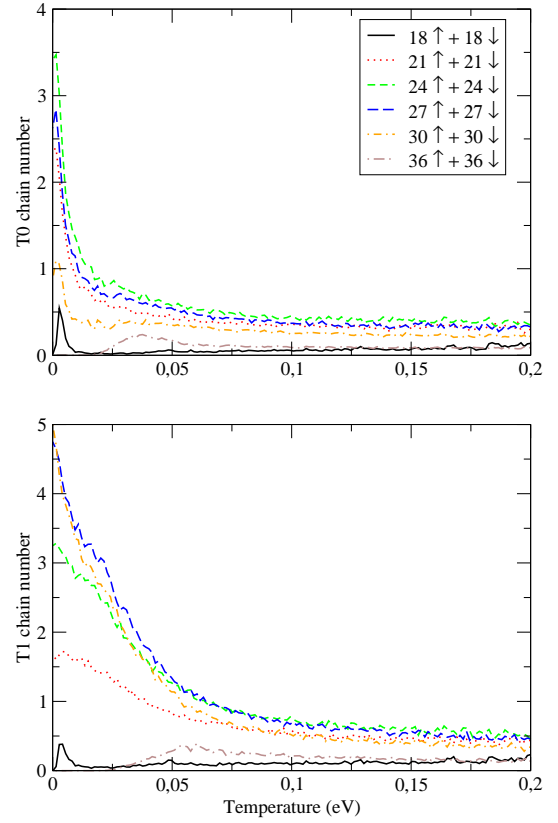 4
3
2
1
0
T0 chain number
18 ↑ + 18 ↓
21 ↑ + 21 ↓
24 ↑ + 24 ↓
27 ↑ + 27 ↓
30 ↑ + 30 ↓
36 ↑ + 36 ↓
0 0,05 0,1 0,15 0,2
5
4
3
2
1
0
T1 chain number
0 0,05 0,1 0,15 0,2
Temperature (eV)